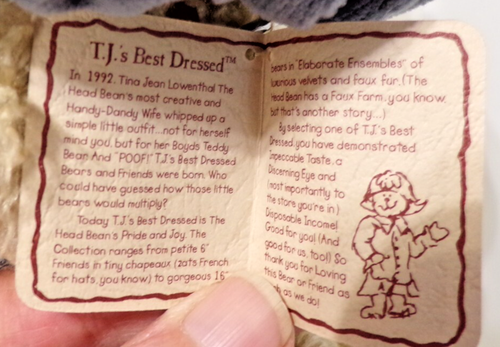 T.J.'s Best Dressed™
In 1992, Tina Jean Lowenthal The
Head Bean's most creative and
Handy-Dandy Wife whipped up a
simple little outfit...not for herself
mind you, but for her Boyds Teddy
Bear. And "POOF!" T.J.'s Best Dressed
Bears and Friends were born. Who
could have guessed how those little
bears would multiply?
Today T.J.'s Best Dressed is The
Head Bean's Pride and Joy. The
Collection ranges from petite 6"
Friends in tiny chapeaux (zats French
for hats, you know) to gorgeous 16"
bears in "Elaborate Ensembles" of
luxurious velvets and faux fur. (The
Head Bean has a Faux Farm, you know,
but that's another story...)
By selecting one of T.J.'s Best
Dressed you have demonstrated
Impeccable Taste, a
Discerning Eye and
(most importantly to
the store you're in)
Disposable Income!
Good for you! (And
good for us, too!) So
thank you for Loving
this Bear or Friend as
as we do!